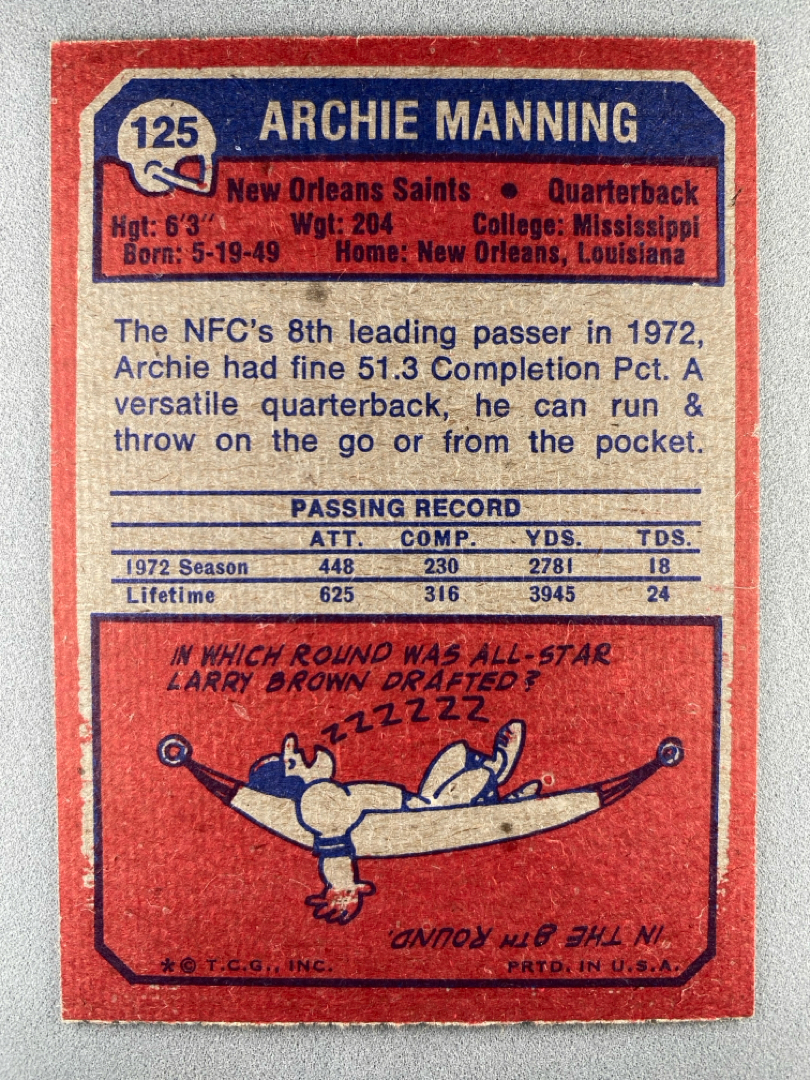 125
ARCHIE MANNING
New Orleans Saints • Quarterback
Hgt: 6'3" Wgt: 204 College: Mississippi
Born: 5-19-49 Home: New Orleans, Louisiana
The NFC's 8th leading passer in 1972,
Archie had fine 51.3 Completion Pct. A
versatile quarterback, he can run &
throw on the go or from the pocket.
PASSING RECORD
ATT. COMP. YDS. TDS.
1972 Season 448 230 2781 18
Lifetime 625 316 3945 24
IN WHICH ROUND WAS ALL-STAR
LARRY BROWN DRAFTED?
ZZZZZZ
IN THE 8TH ROUND.
*© T.C.G., INC. PRTD. IN U.S.A.